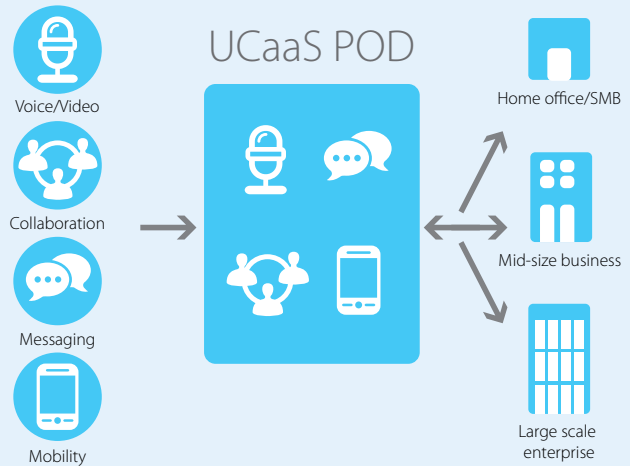 UCaaS POD
Voice/Video
Collaboration
Messaging
Mobility
Home office/SMB
Mid-size business
Large scale
enterprise